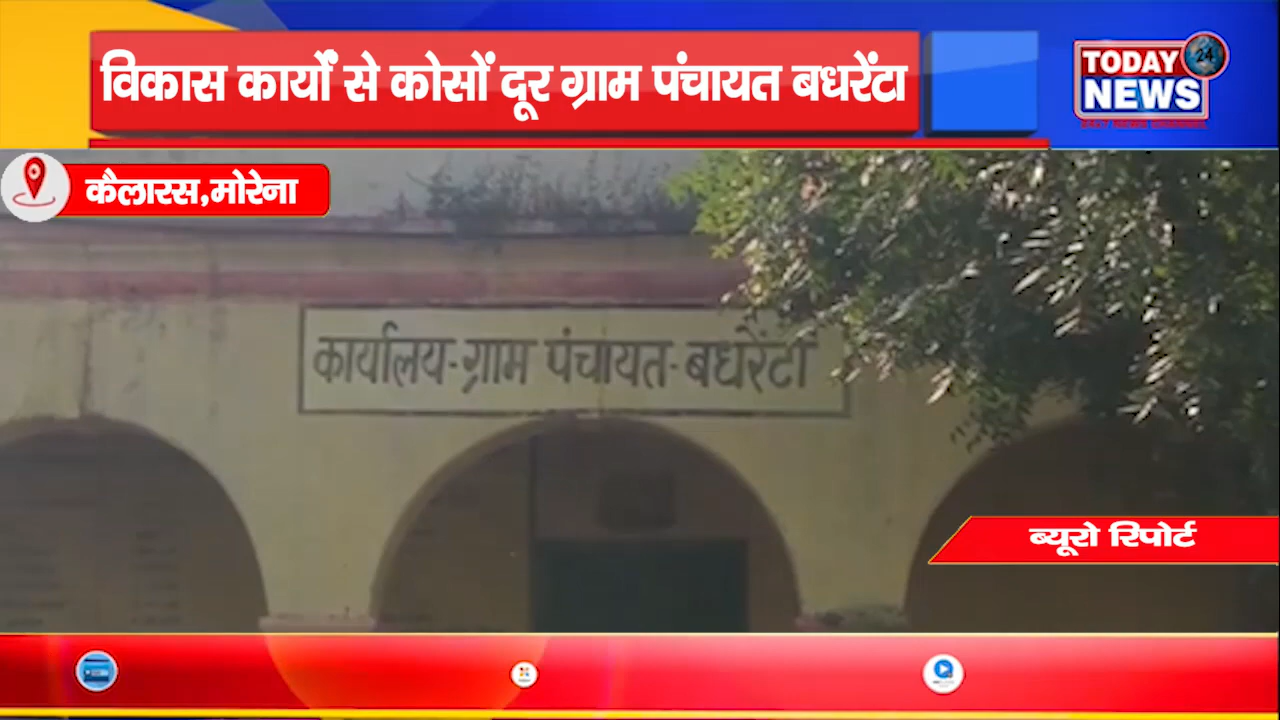 विकास कार्यों से कोसों दूर ग्राम पंचायत बधरेंटा
TODAY
24
NEWS
कैलारस,मोरेना
कार्यालय-ग्राम पंचायत-बधरेंटा
ब्यूरो रिपोर्ट